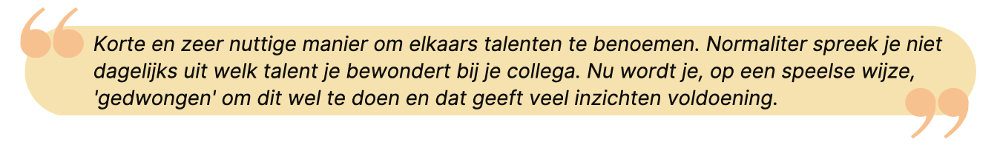 Korte en zeer nuttige manier om elkaars talenten te benoemen. Normaliter spreek je niet
dagelijks uit welk talent je bewondert bij je collega. Nu wordt je, op een speelse wijze,
'gedwongen' om dit wel te doen en dat geeft veel inzichten voldoening.